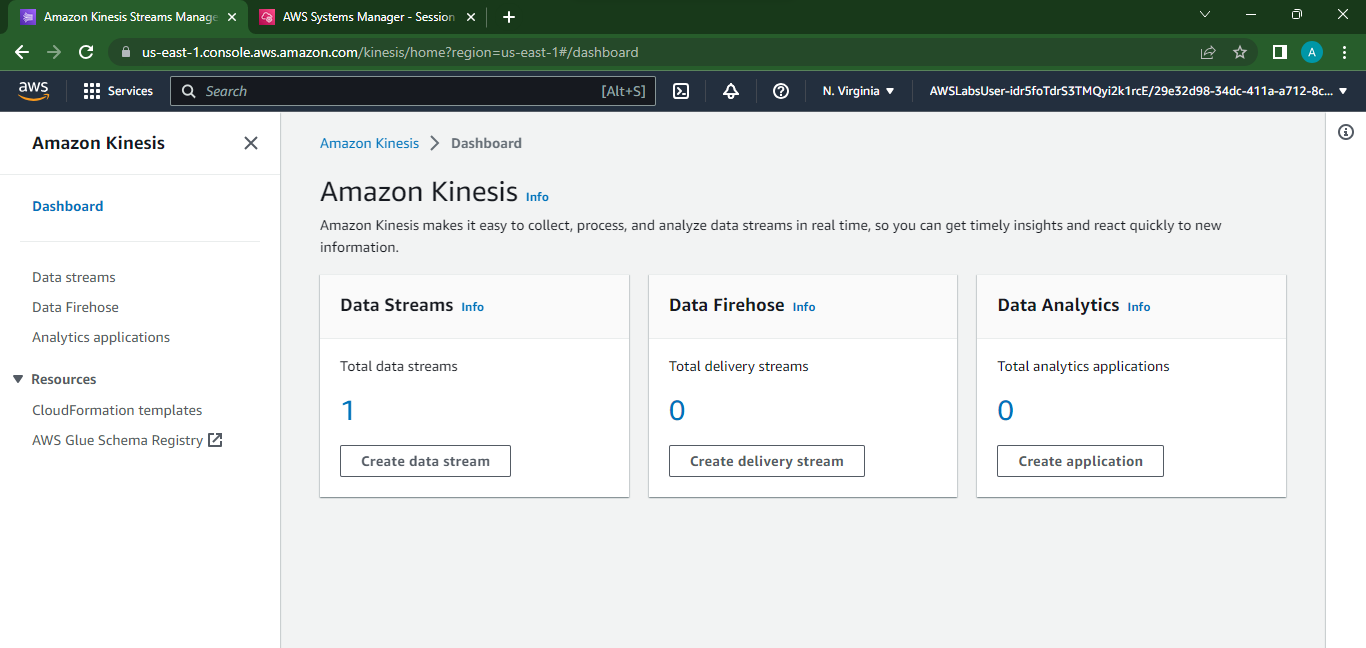 Amazon Kinesis Streams Manage
AWS Systems Manager - Session
us-east-1.console.aws.amazon.com/kinesis/home?region=us-east-1#/dashboard
A
aws
Services
Search
[Alt+S]
N. Virginia
AWSLabsUser-idr5foTdrS3TMQyi2k1rcE/29e32d98-34dc-411a-a712-8c...
Amazon Kinesis
Dashboard
Data streams
Data Firehose
Analytics applications
Resources
CloudFormation templates
AWS Glue Schema Registry
Amazon Kinesis
Dashboard
Amazon Kinesis Info
Amazon Kinesis makes it easy to collect, process, and analyze data streams in real time, so you can get timely insights and react quickly to new
information.
Data Streams Info
Total data streams
1
Create data stream
Data Firehose Info
Total delivery streams
0
Create delivery stream
Data Analytics Info
Total analytics applications
0
Create application